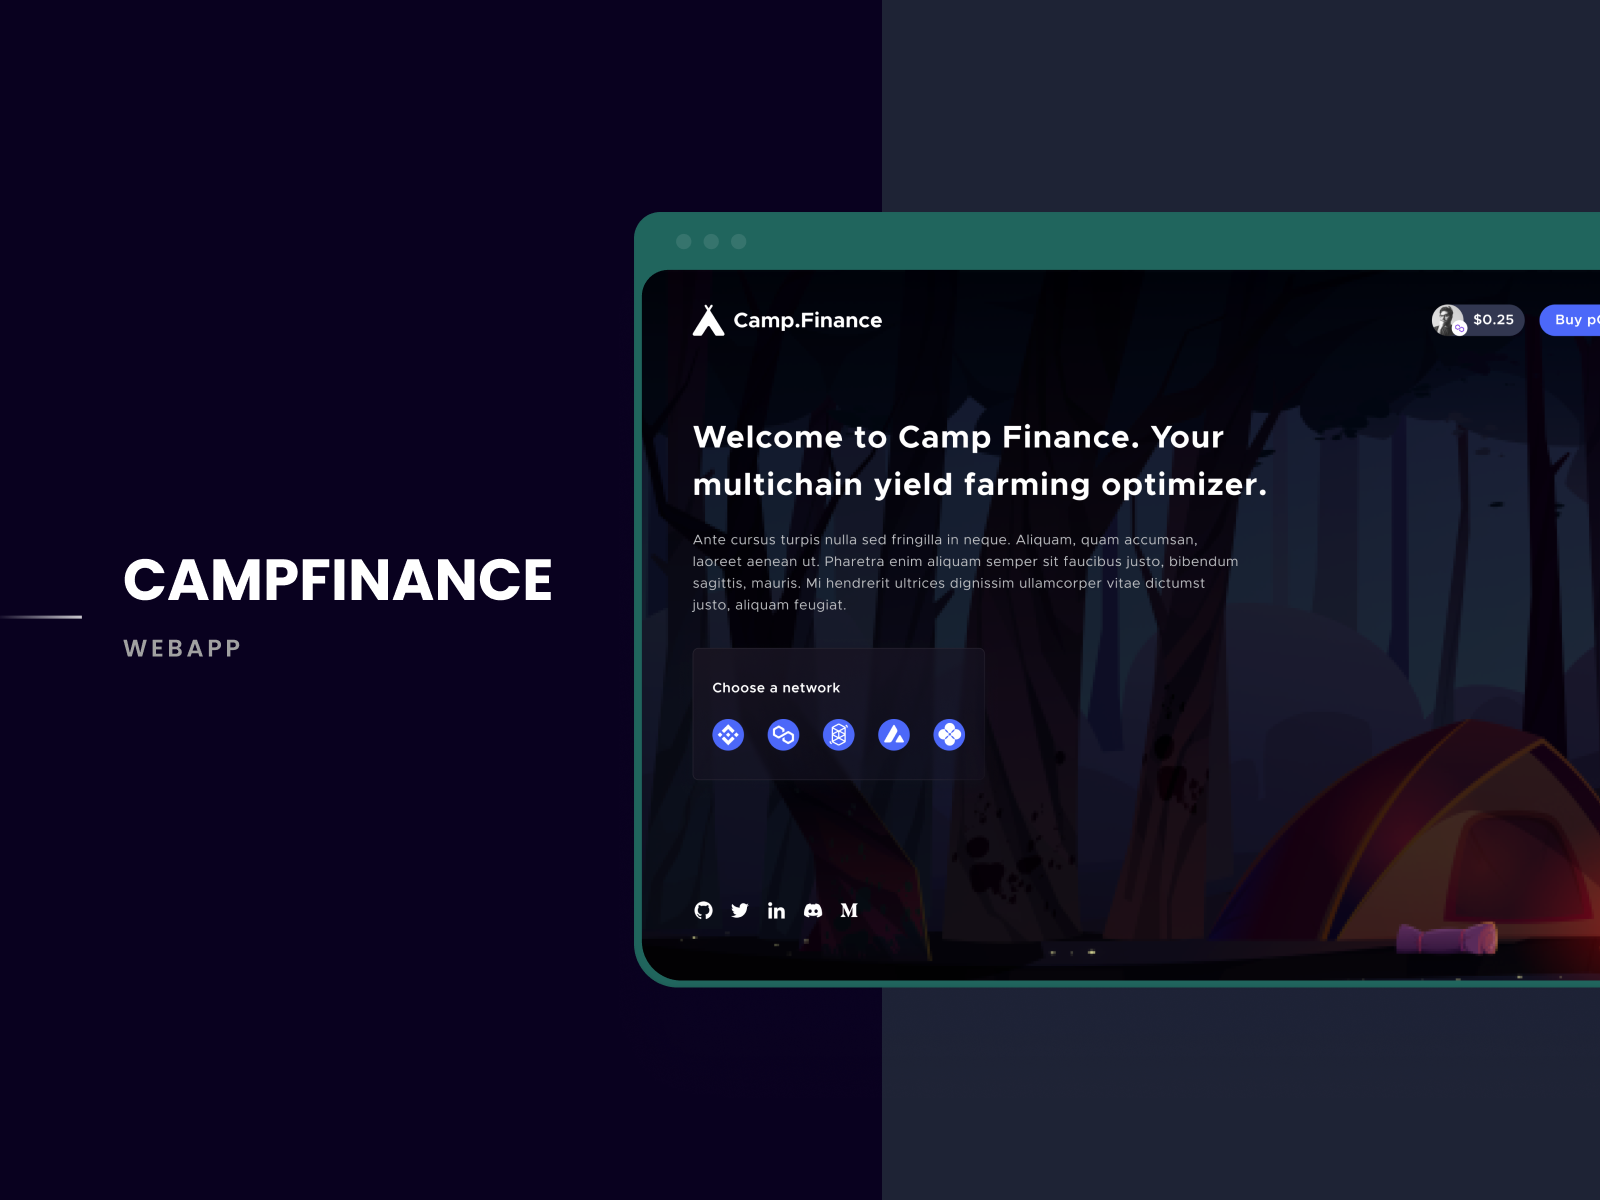 CAMPFINANCE
WEBAPP
Camp.Finance
$0.25
Buy
Welcome to Camp Finance. Your
multichain yield farming optimizer.
Ante cursus turpis nulla sed fringilla in neque. Aliquam, quam accumsan,
laoreet aenean ut. Pharetra enim aliquam semper sit faucibus justo, bibendum
sagittis, mauris. Mi hendrerit ultrices dignissim ullamcorper vitae dictumst
justo, aliquam feugiat.
Choose a network